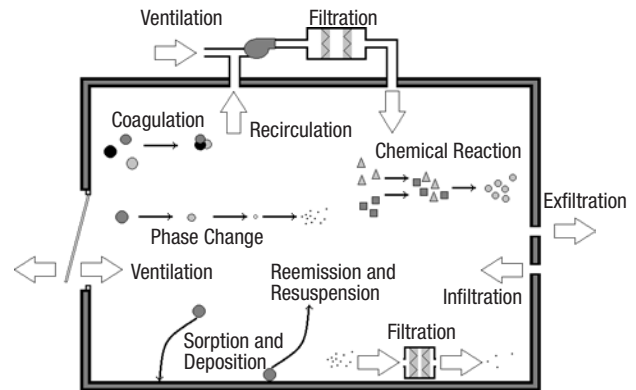 Ventilation
Filtration
Coagulation
Recirculation
Chemical Reaction
Exfiltration
Phase Change
Ventilation
Reemission and
Resuspension
Infiltration
Sorption and
Deposition
Filtration